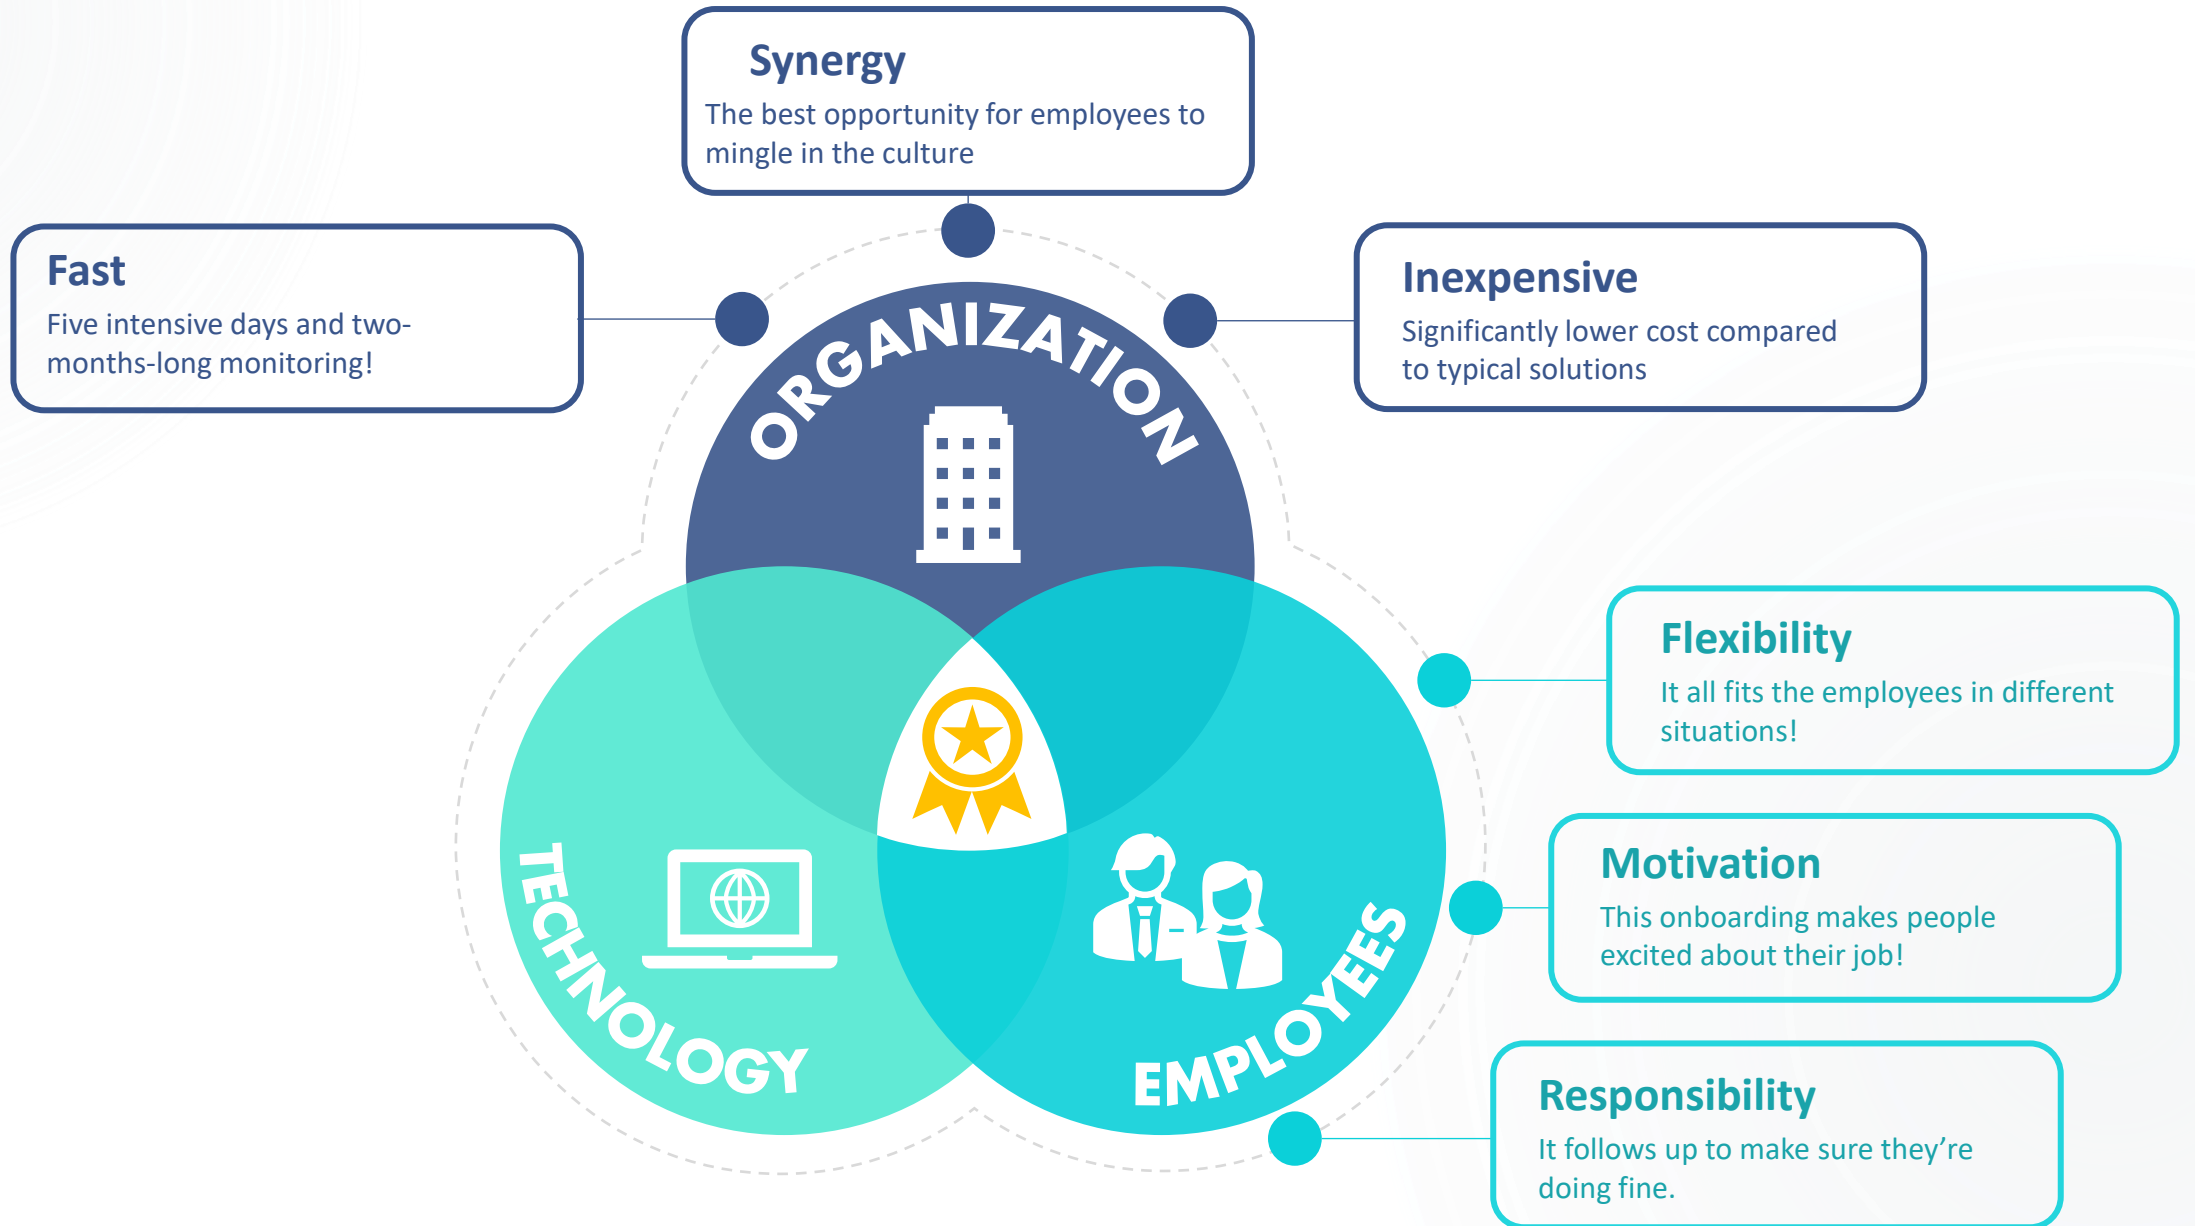 Synergy
The best opportunity for employees to
mingle in the culture
Fast
Five intensive days and two-
months-long monitoring!
Inexpensive
Significantly lower cost compared
to typical solutions
ORGANIZATION
Flexibility
It all fits the employees in different
situations!
Motivation
This onboarding makes people
excited about their job!
TECHNOLOGY
EMPLOYEES
Responsibility
It follows up to make sure they’re
doing fine.